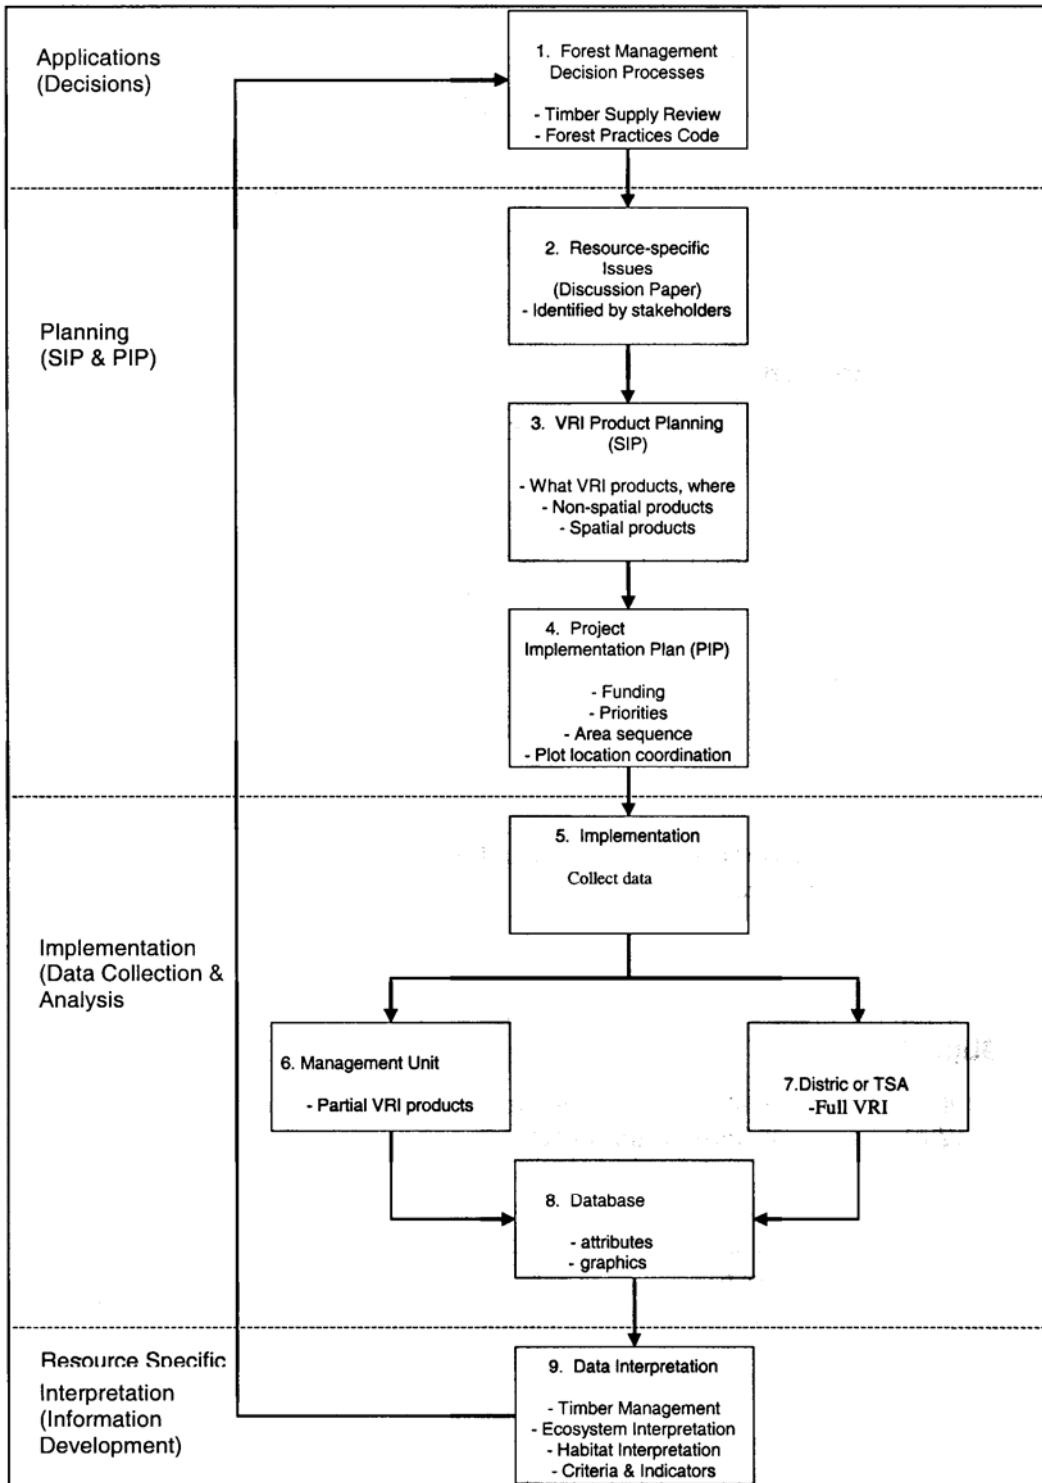 Applications
(Decisions)
1. Forest Management
Decision Processes
- Timber Supply Review
- Forest Practices Code
Planning
(SIP & PIP)
2. Resource-specific
Issues
(Discussion Paper)
- Identified by stakeholders
3. VRI Product Planning
(SIP)
- What VRI products, where
- Non-spatial products
- Spatial products
4. Project
Implementation Plan (PIP)
- Funding
- Priorities
- Area sequence
- Plot location coordination
Implementation
(Data Collection &
Analysis
5. Implementation
Collect data
6. Management Unit
- Partial VRI products
7.Distric or TSA
-Full VRI
8. Database
- attributes
- graphics
Resource Specific
Interpretation
(Information
Development)
9. Data Interpretation
- Timber Management
- Ecosystem Interpretation
- Habitat Interpretation
- Criteria & Indicators